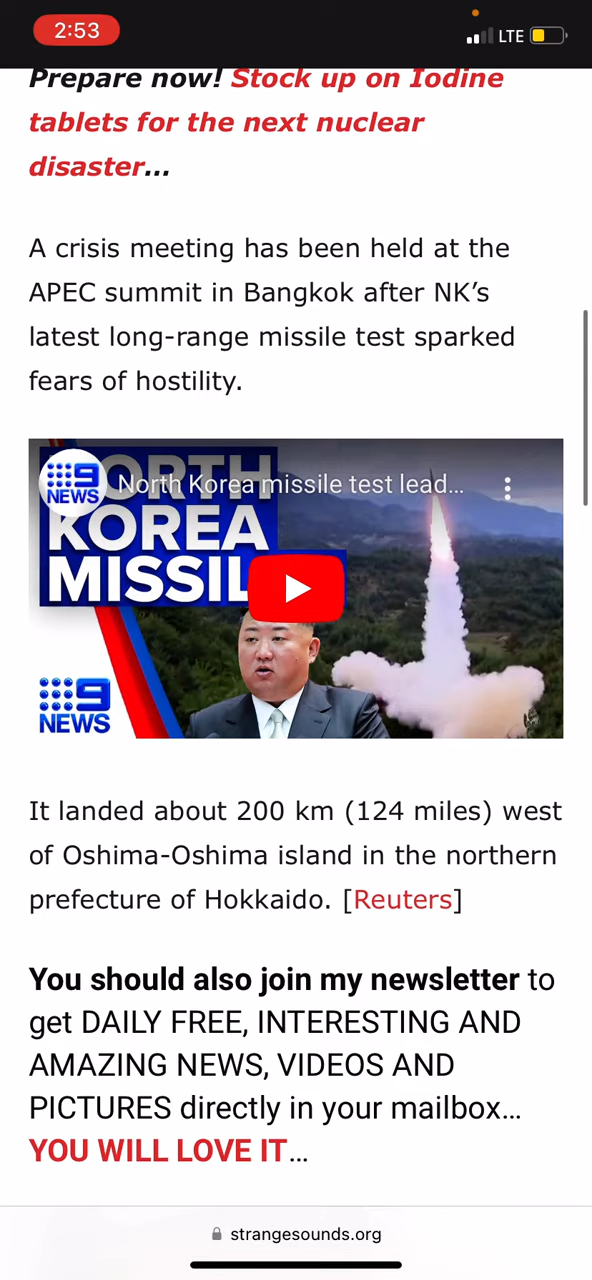 2:53
LTE
Prepare now! Stock up on Iodine
tablets for the next nuclear
disaster...
A crisis meeting has been held at the
APEC summit in Bangkok after NK’s
latest long-range missile test sparked
fears of hostility.
NORTH
North Korea missile test lead...
9
NEWS
KOREA
MISSIL
9
NEWS
It landed about 200 km (124 miles) west
of Oshima-Oshima island in the northern
prefecture of Hokkaido. [Reuters]
You should also join my newsletter to
get DAILY FREE, INTERESTING AND
AMAZING NEWS, VIDEOS AND
PICTURES directly in your mailbox...
YOU WILL LOVE IT...
strangesounds.org